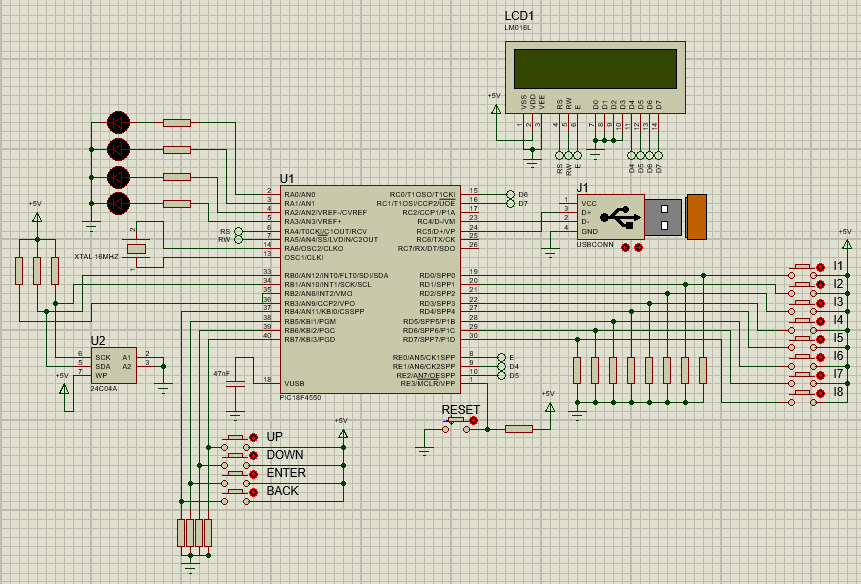 LCD1
LM016L
+5V
VSS VDD VEE RS RW E D0 D1 D2 D3 D4 D5 D6 D7
1 2 3 4 5 6 7 8 9 10 11 12 13 14
RS RW E D4 D5 D6 D7
U1
2 RA0/AN0 RC0/T1OSO/T1CKI 15 D6
3 RA1/AN1 RC1/T1OSI/CCP2/UOE 16 D7
4 RA2/AN2/VREF-/CVREF RC2/CCP1/P1A 17
5 RA3/AN3/VREF+ RC4/D-/VM 23
RS 6 RA4/T0CKI/C1OUT/RCV RC5/D+/VP 24
RW 7 RA5/AN4/SS/LVDIN/C2OUT RC6/TX/CK 25
14 RA6/OSC2/CLKO RC7/RX/DT/SDO 26
13 OSC1/CLKI
33 RB0/AN12/INT0/FLT0/SDI/SDA RD0/SPP0 19
34 RB1/AN10/INT1/SCK/SCL RD1/SPP1 20
35 RB2/AN8/INT2/VMO RD2/SPP2 21
36 RB3/AN9/CCP2/VPO RD3/SPP3 22
37 RB4/AN11/KBI0/CSSPP RD4/SPP4 27
38 RB5/KBI1/PGM RD5/SPP5/P1B 28
39 RB6/KBI2/PGC RD6/SPP6/P1C 29
40 RB7/KBI3/PGD RD7/SPP7/P1D 30
RE0/AN5/CK1SPP 8 E
RE1/AN6/CK2SPP 9 D4
RE2/AN7/OESPP 10 D5
18 VUSB RE3/MCLR/VPP 1
PIC18F4550
J1
1 VCC
3 D+
2 D-
4 GND
USBCONN
+5V
XTAL 16MHZ
2
1
U2
6 SCK A1 2
5 SDA A2 3
7 WP
24C04A
+5V
47nF
+5V
I1
I2
I3
I4
I5
I6
I7
I8
RESET
+5V
+5V
UP
DOWN
ENTER
BACK